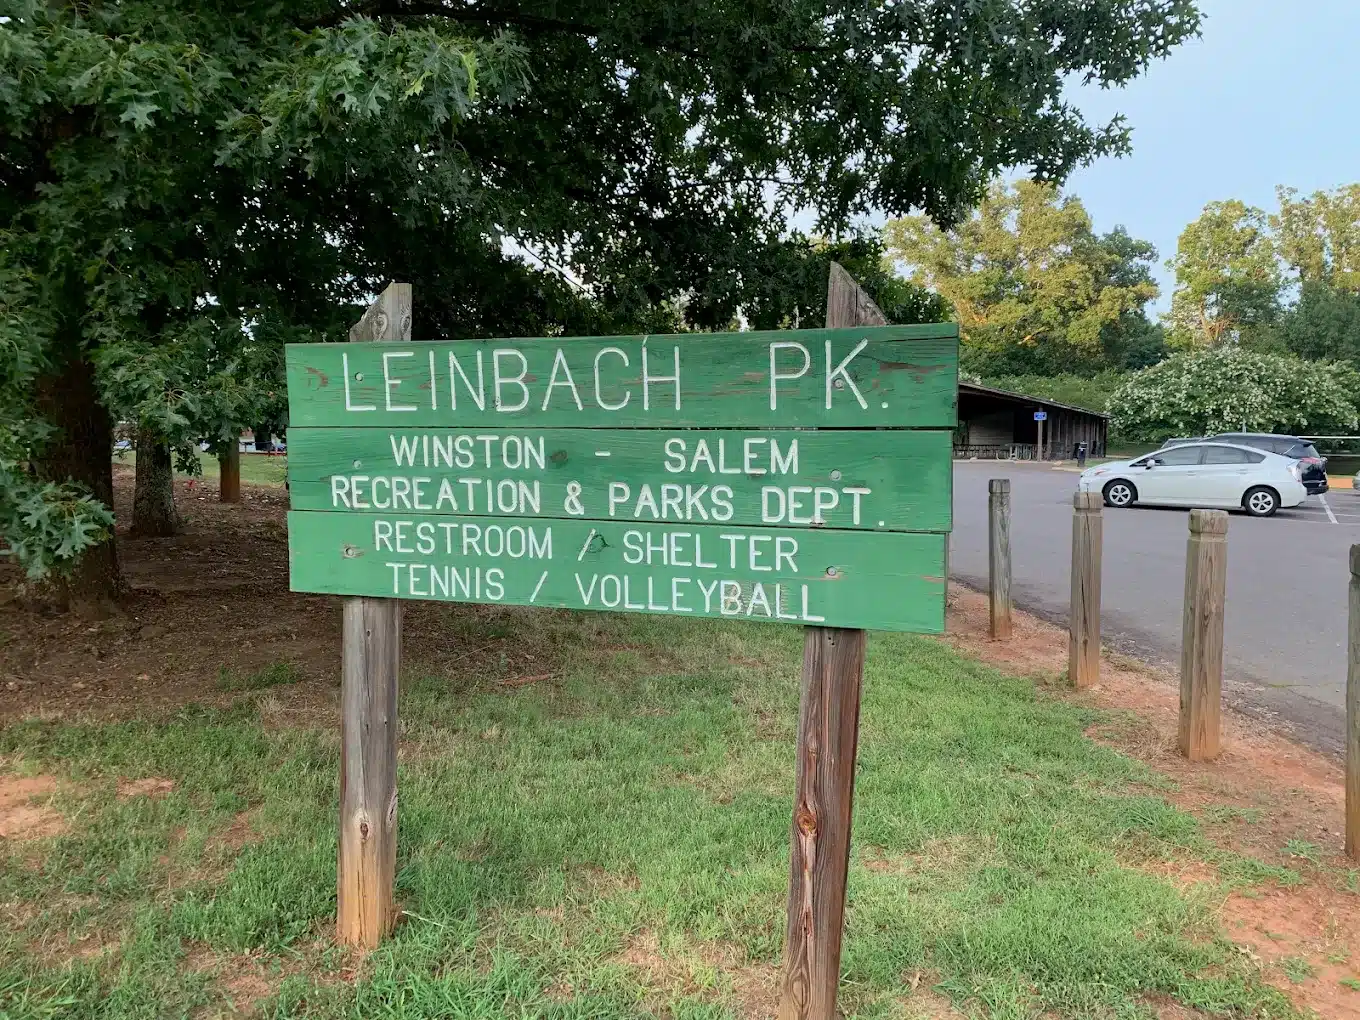 LEINBACH PK.
WINSTON - SALEM
RECREATION & PARKS DEPT.
RESTROOM / SHELTER
TENNIS / VOLLEYBALL